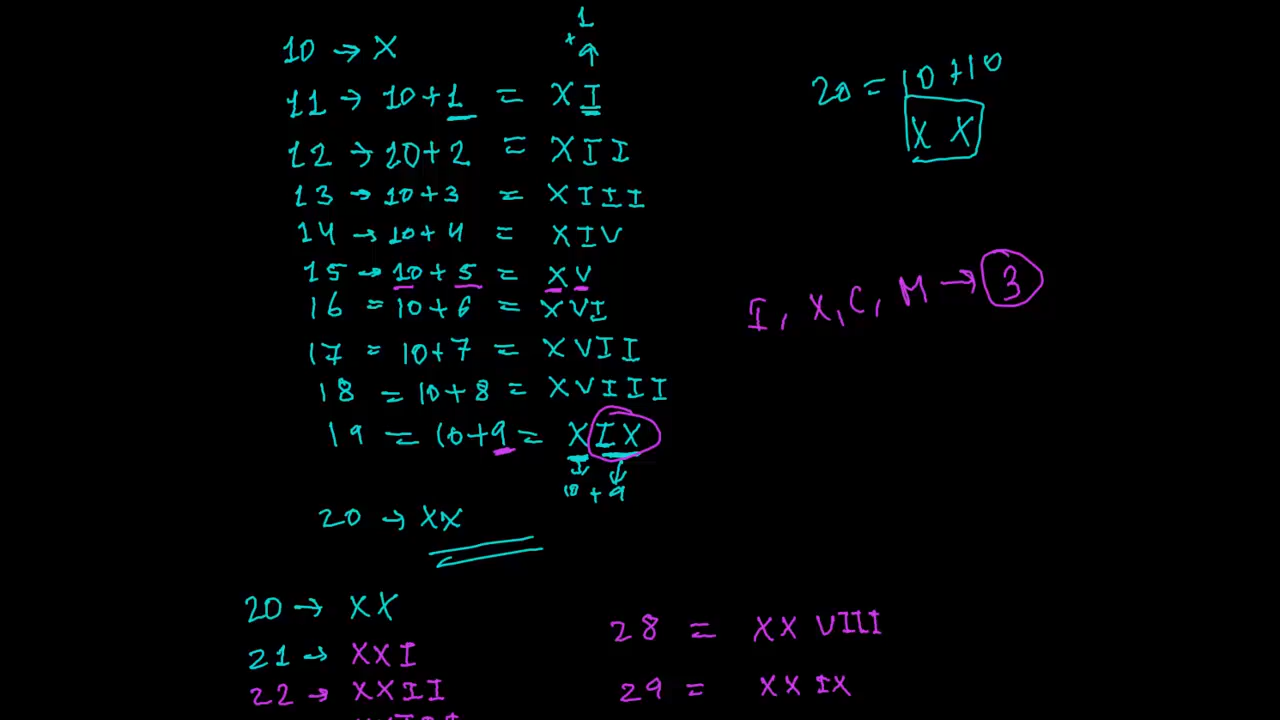 1
+
10 → X
11 → 10+1 = XI
12 → 10+2 = XII
13 → 10+3 = XIII
14 → 10+4 = XIV
15 → 10+5 = XV
16 = 10+6 = XVI
17 = 10+7 = XVII
18 = 10+8 = XVIII
19 = 10+9 = XIX
10 + 9
20 → XX
20 = 10+10
X X
I, X, C, M → 3
20 → XX
21 → XXI
22 → XXII
28 = XX VIII
29 = XX IX